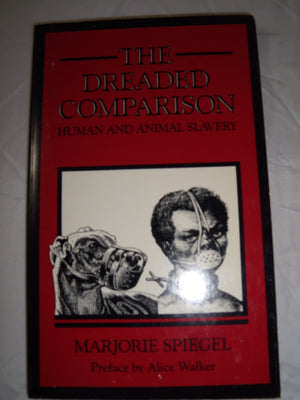 THE
DREADED
COMPARISON
HUMAN AND ANIMAL SLAVERY
MARJORIE SPIEGEL
Preface by Alice Walker